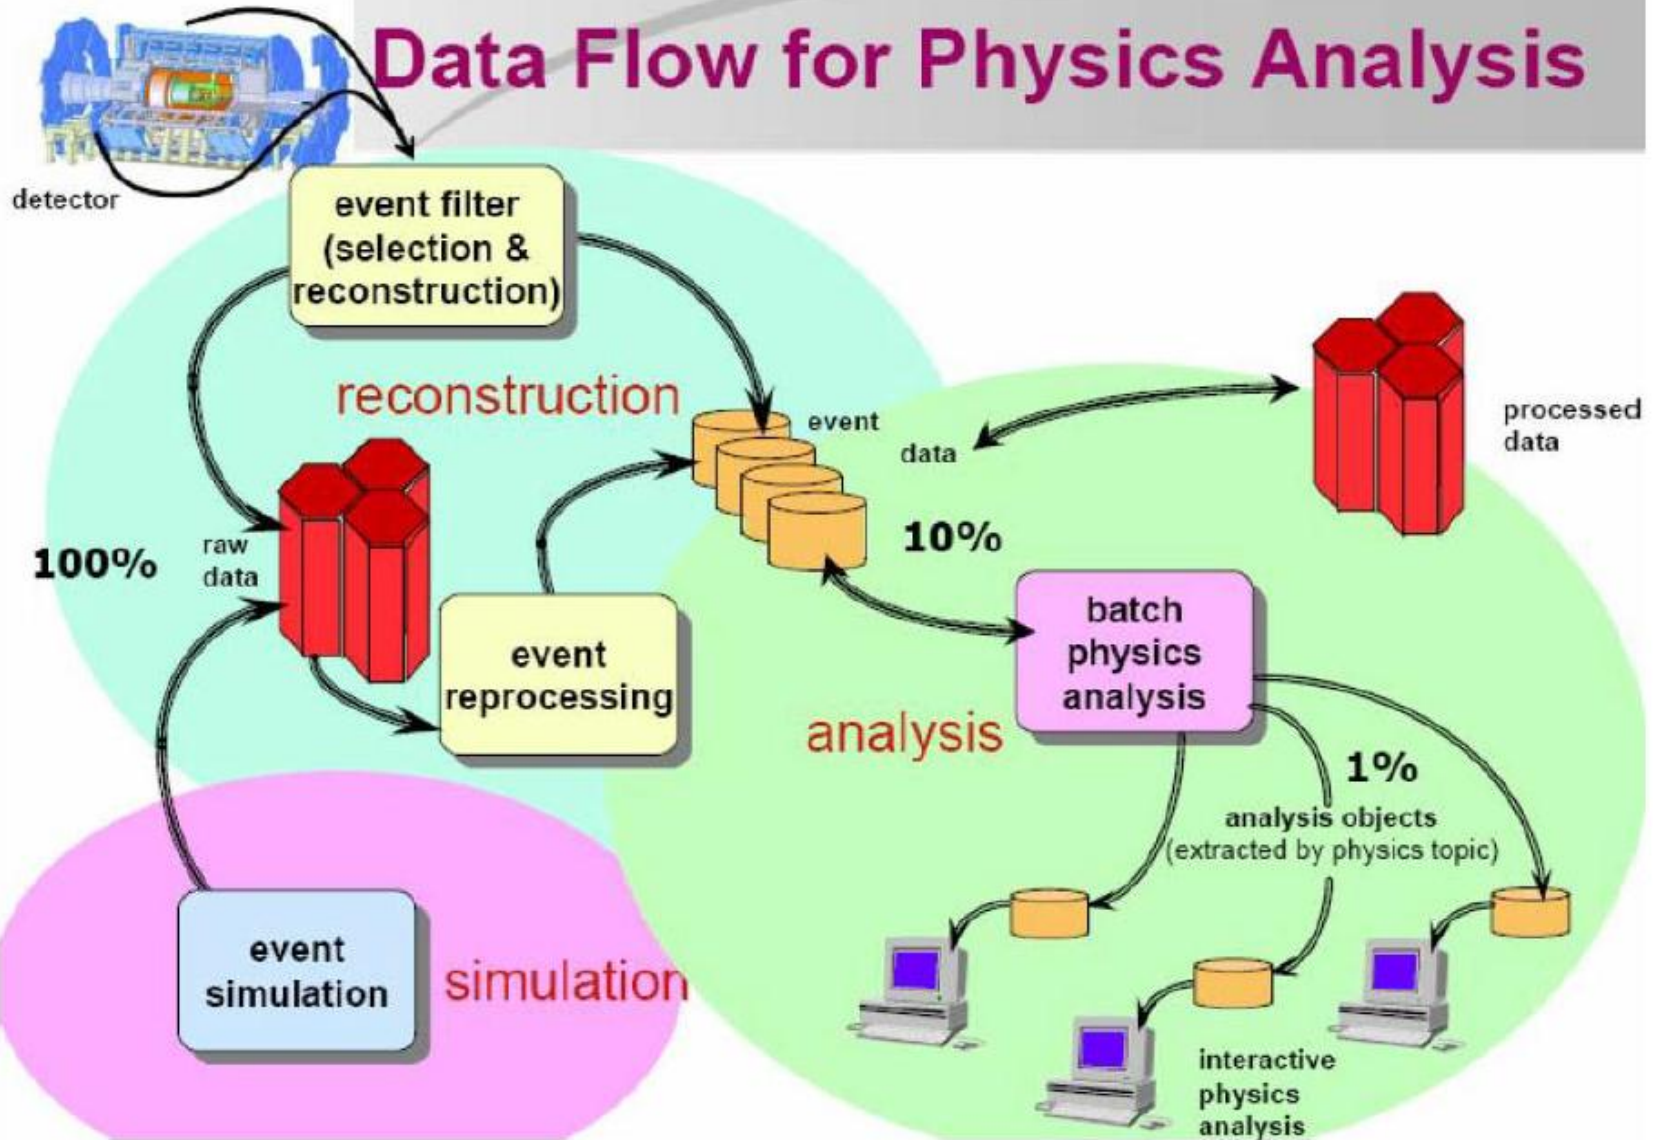 Data Flow for Physics Analysis
detector
event filter
(selection &
reconstruction)
reconstruction
event
data
processed
data
100%
raw
data
10%
event
reprocessing
batch
physics
analysis
analysis
1%
analysis objects
(extracted by physics topic)
event
simulation
simulation
interactive
physics
analysis